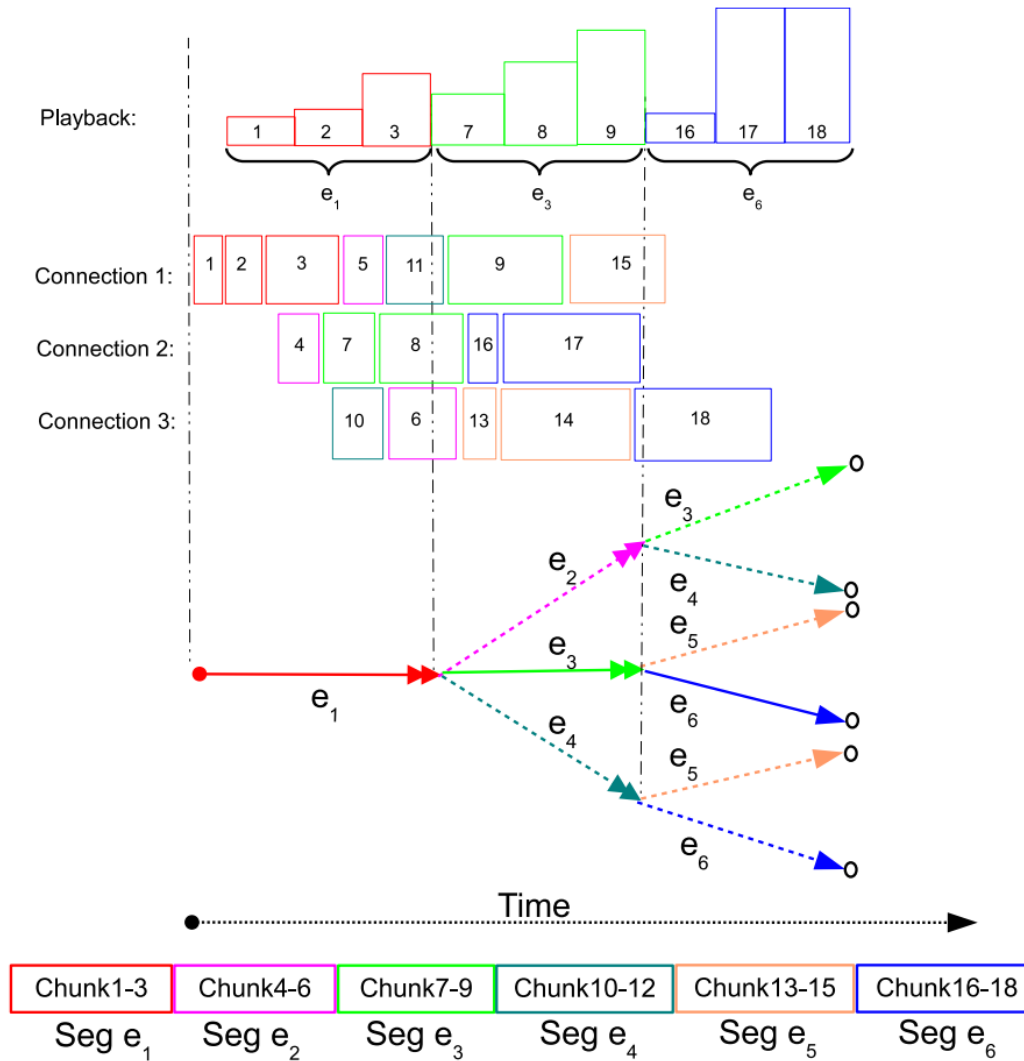 Playback:
1 2 3 7 8 9 16 17 18
e1 e3 e6
Connection 1: 1 2 3 5 11 9 15
Connection 2: 4 7 8 16 17
Connection 3: 10 6 13 14 18
e3
e2
e4
e5
e3
e1
e6
e4
e5
e6
Time
Chunk1-3 Chunk4-6 Chunk7-9 Chunk10-12 Chunk13-15 Chunk16-18
Seg e1 Seg e2 Seg e3 Seg e4 Seg e5 Seg e6